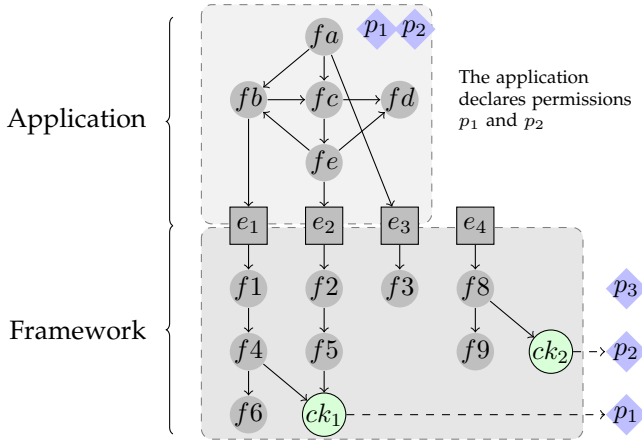 fa p₁ p₂
fb fc fd
The application
declares permissions
p₁ and p₂
Application
fe
e₁ e₂ e₃ e₄
f1 f2 f3 f8 p₃
Framework
f4 f5 f9 ck₂ p₂
f6 ck₁ p₁